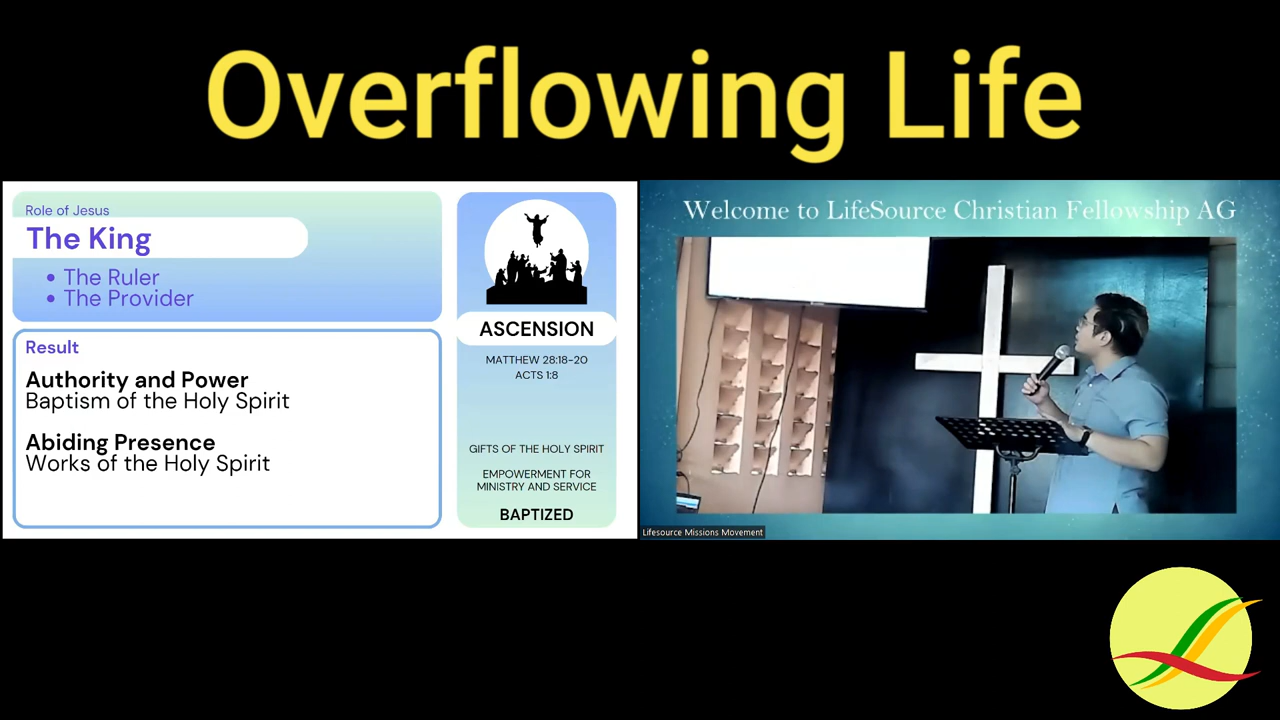 Overflowing Life
Role of Jesus
The King
• The Ruler
• The Provider
Result
Authority and Power
Baptism of the Holy Spirit
Abiding Presence
Works of the Holy Spirit
ASCENSION
MATTHEW 28:18-20
ACTS 1:8
GIFTS OF THE HOLY SPIRIT
EMPOWERMENT FOR
MINISTRY AND SERVICE
BAPTIZED
Welcome to LifeSource Christian Fellowship AG
Lifesource Missions Movement